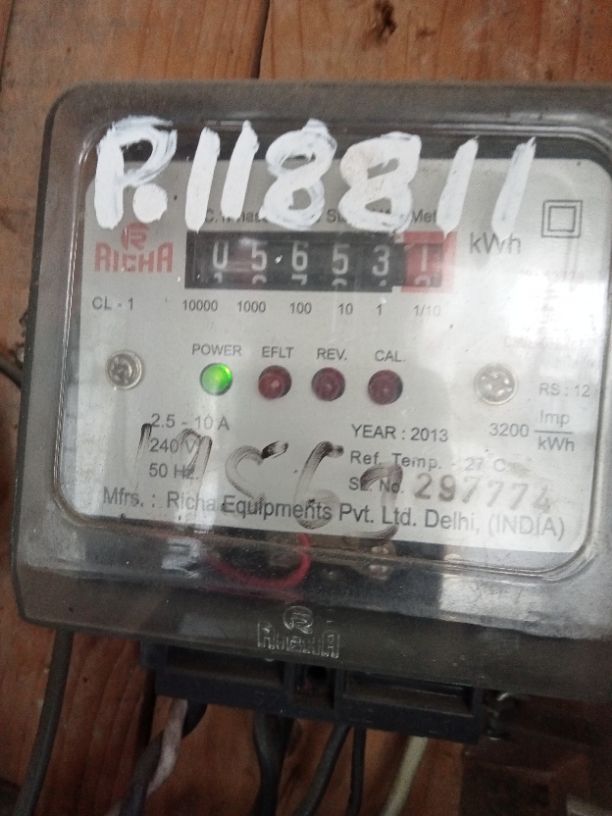 P.118811
RICHA
kWh
0 5 6 5 3 1
CL - 1 10000 1000 100 10 1 1/10
POWER EFLT REV. CAL.
RS : 12
2.5 - 10 A
240 V
50 Hz.
YEAR : 2013 3200 Imp/kWh
Ref. Temp. - 27 C
SL. No. 297774
Mfrs. : Richa Equipments Pvt. Ltd. Delhi, (INDIA)
RICHA